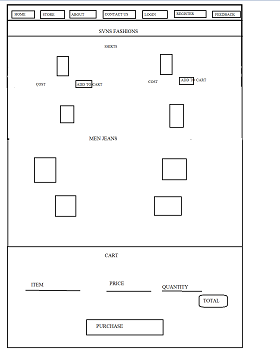 HOME STORE ABOUT CONTACT US LOGIN REGISTER FEEDBACK
SVNS FASHIONS
SHIRTS
COST ADD TO CART COST ADD TO CART
MEN JEANS
CART
ITEM PRICE QUANTITY
TOTAL
PURCHASE